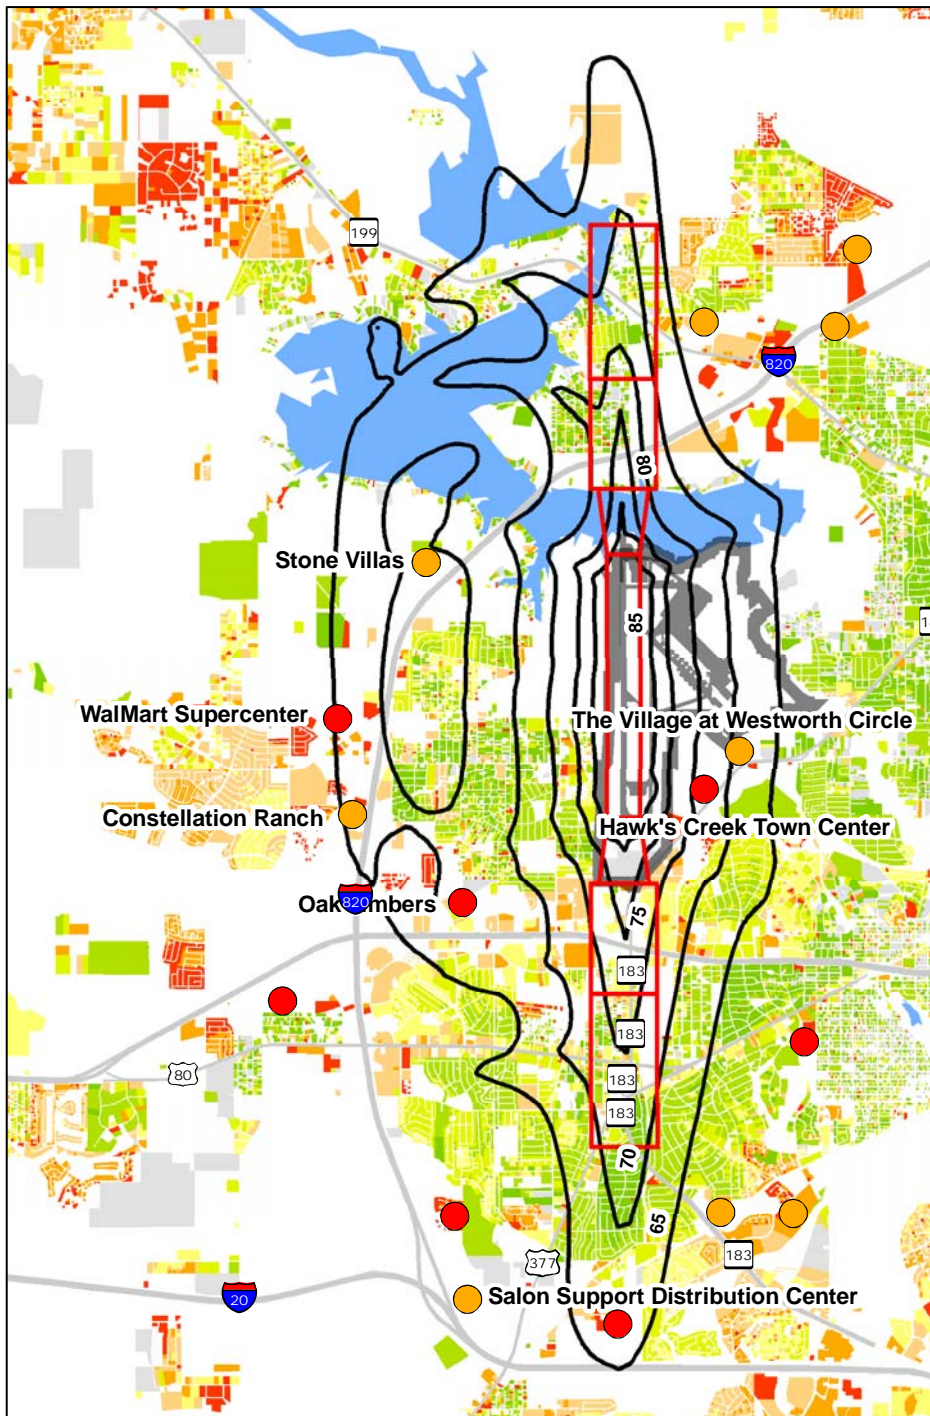 199
820
80
Stone Villas
85
1
WalMart Supercenter
The Village at Westworth Circle
Constellation Ranch
Hawk's Creek Town Center
820
75
183
183
80
183
183
70
65
183
377
20
Salon Support Distribution Center